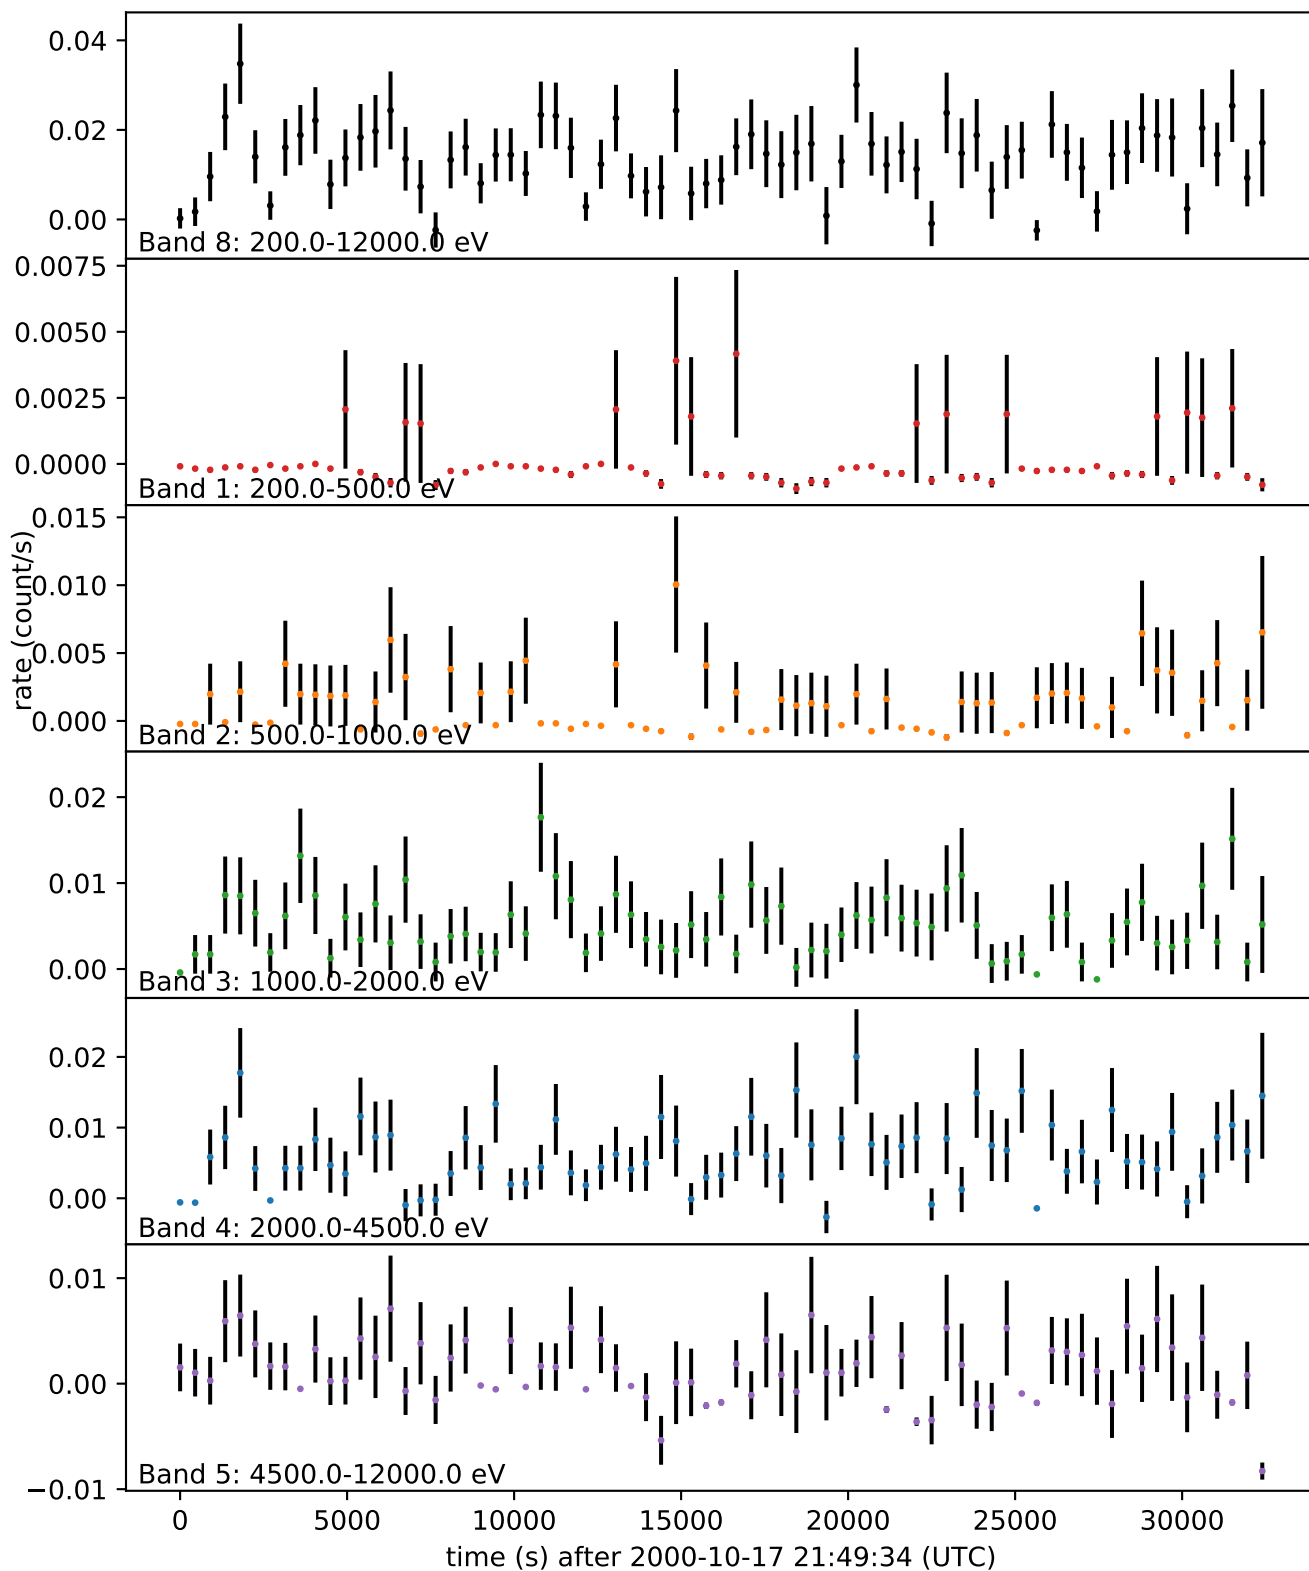 0.04
0.02
0.00
Band 8: 200.0-12000.0 eV
0.0075
0.0050
0.0025
0.0000
Band 1: 200.0-500.0 eV
rate (count/s)
0.015
0.010
0.005
0.000
Band 2: 500.0-1000.0 eV
0.02
0.01
0.00
Band 3: 1000.0-2000.0 eV
0.02
0.01
0.00
Band 4: 2000.0-4500.0 eV
0.01
0.00
−0.01
Band 5: 4500.0-12000.0 eV
0 5000 10000 15000 20000 25000 30000
time (s) after 2000-10-17 21:49:34 (UTC)